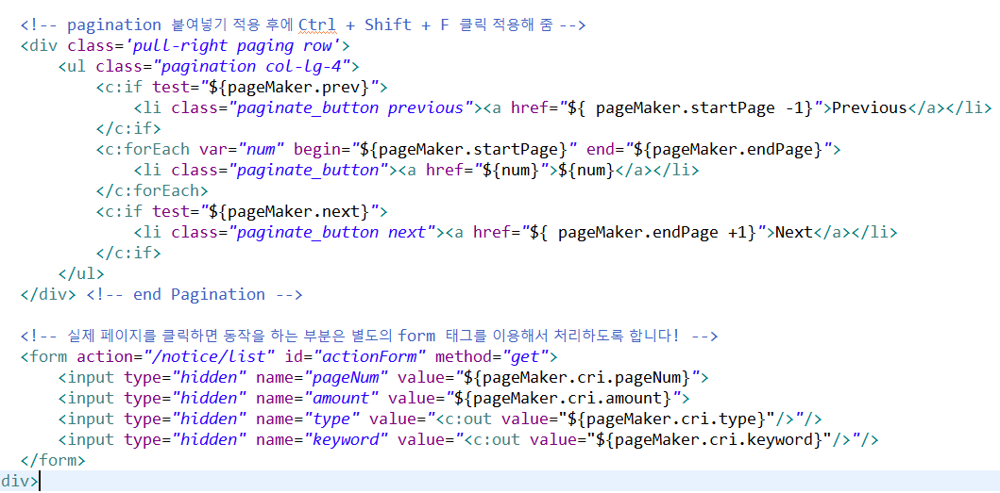 <!-- pagination 붙여넣기 적용 후에 Ctrl + Shift + F 클릭 적용해 줌 -->
<div class='pull-right paging row'>
<ul class="pagination col-lg-4">
<c:if test="${pageMaker.prev}">
<li class="paginate_button previous"><a href="${ pageMaker.startPage -1}">Previous</a></li>
</c:if>
<c:forEach var="num" begin="${pageMaker.startPage}" end="${pageMaker.endPage}">
<li class="paginate_button"><a href="${num}">${num}</a></li>
</c:forEach>
<c:if test="${pageMaker.next}">
<li class="paginate_button next"><a href="${ pageMaker.endPage +1}">Next</a></li>
</c:if>
</ul>
</div> <!-- end Pagination -->
<!-- 실제 페이지를 클릭하면 동작을 하는 부분은 별도의 form 태그를 이용해서 처리하도록 합니다! -->
<form action="/notice/list" id="actionForm" method="get">
<input type="hidden" name="pageNum" value="${pageMaker.cri.pageNum}">
<input type="hidden" name="amount" value="${pageMaker.cri.amount}">
<input type="hidden" name="type" value="<c:out value="${pageMaker.cri.type}"/>"/>
<input type="hidden" name="keyword" value="<c:out value="${pageMaker.cri.keyword}"/>"/>
</form>
div>